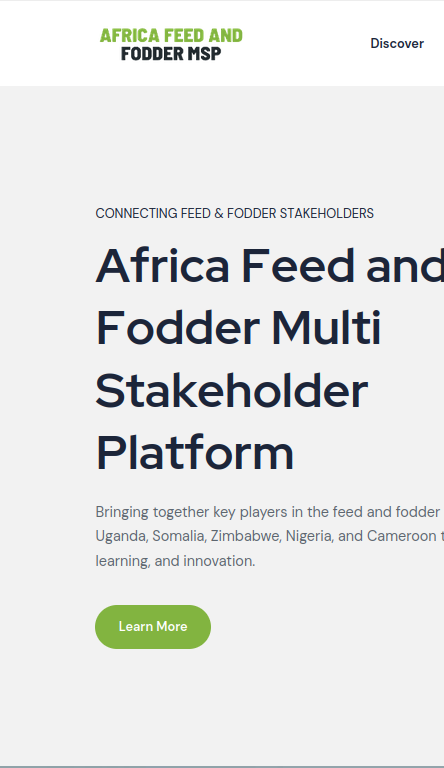 AFRICA FEED AND
FODDER MSP
Discover
CONNECTING FEED & FODDER STAKEHOLDERS
Africa Feed and
Fodder Multi
Stakeholder
Platform
Bringing together key players in the feed and fodder
Uganda, Somalia, Zimbabwe, Nigeria, and Cameroon t
learning, and innovation.
Learn More